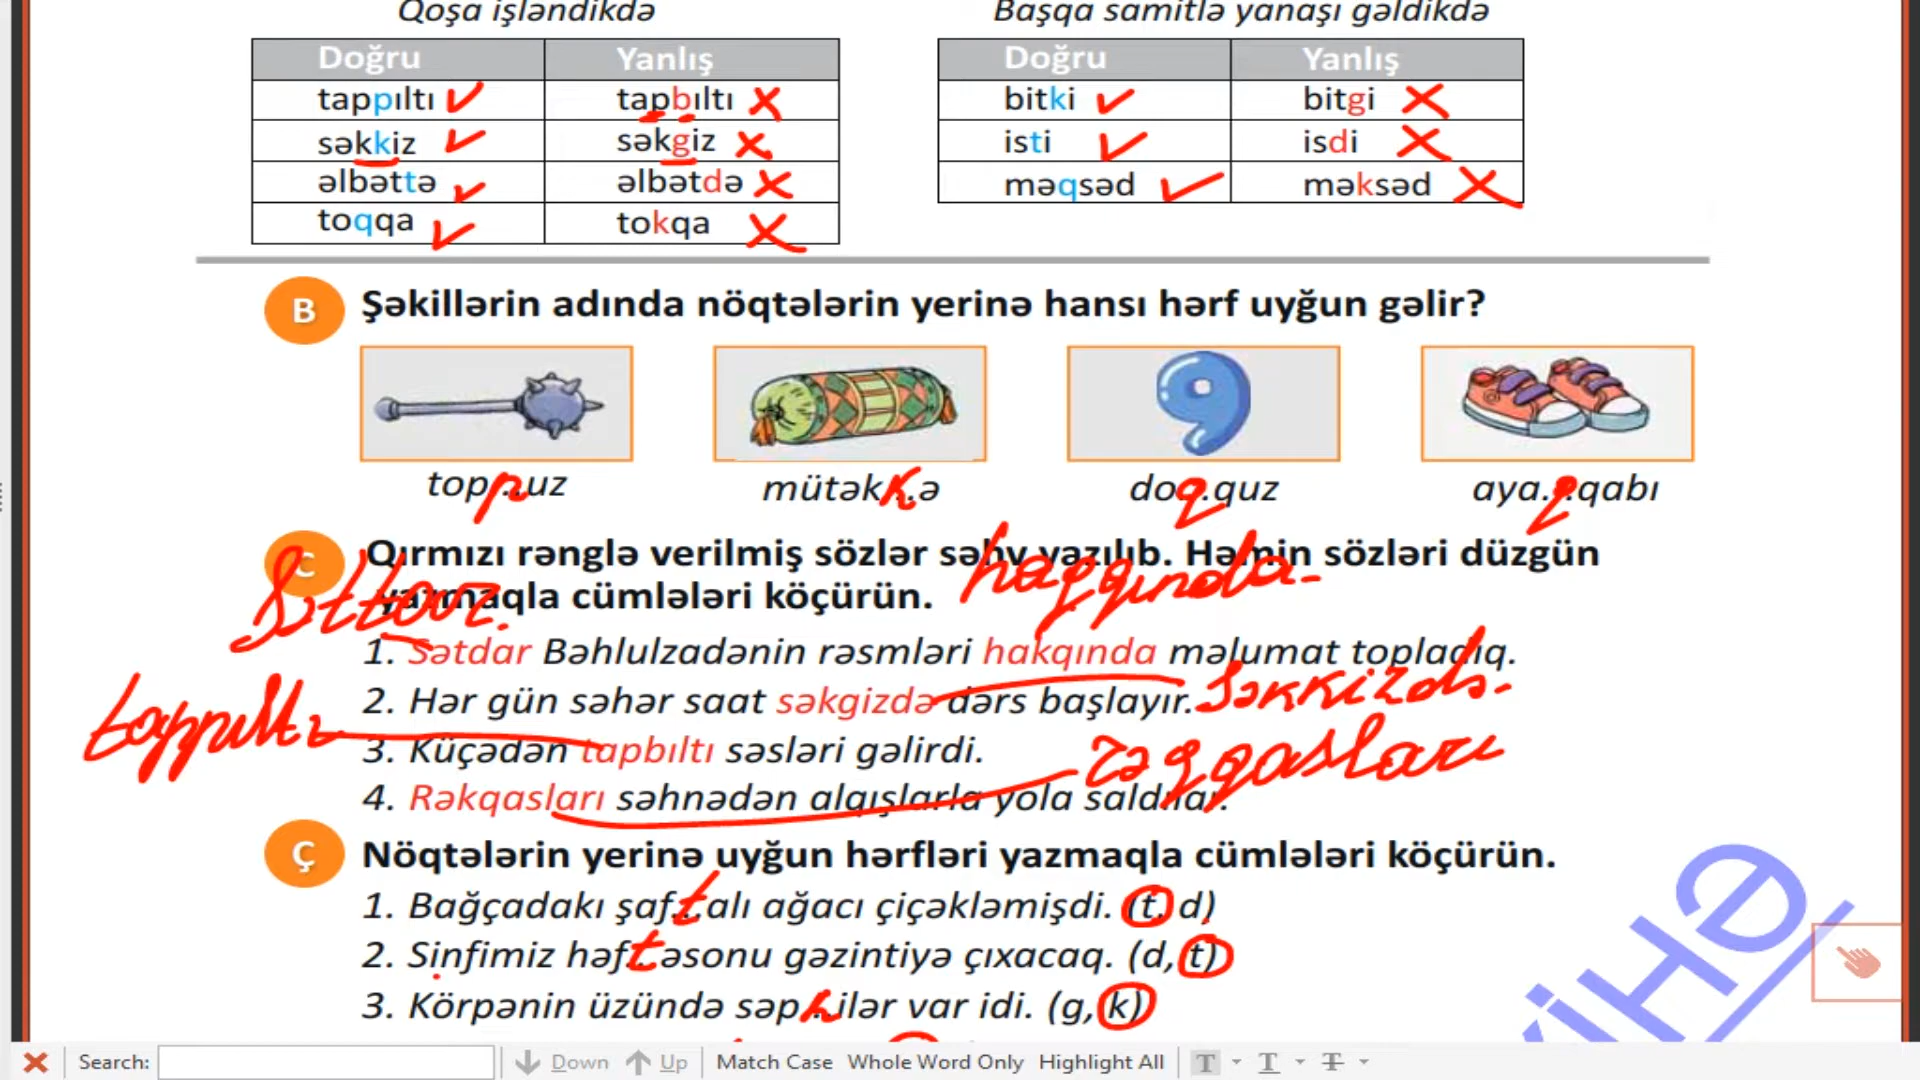 Qoşa işləndikdə
Başqa samitlə yanaşı gəldikdə
Doğru Yanlış
tappıltı tapbıltı
səkkiz səkgiz
əlbəttə əlbətdə
toqqa tokqa
Doğru Yanlış
bitki bitgi
isti isdi
məqsəd məksəd
B Şəkillərin adında nöqtələrin yerinə hansı hərf uyğun gəlir?
9
top...uz mütək...ə do...quz aya...qabı
p k q q
C Qırmızı rənglə verilmiş sözlər səhv yazılıb. Həmin sözləri düzgün
yazmaqla cümlələri köçürün.
haqqında
1. Sətdar Bəhlulzadənin rəsmləri hakqında məlumat topladıq.
2. Hər gün səhər saat səkgizdə dərs başlayır. səkkizdə
tappıltı
3. Küçədən tapbıltı səsləri gəlirdi.
rəqqasları
4. Rəkqasları səhnədən alqışlarla yola saldılar.
Ç Nöqtələrin yerinə uyğun hərfləri yazmaqla cümlələri köçürün.
1. Bağçadakı şaf...alı ağacı çiçəkləmişdi. (t, d)
t
2. Sinfimiz həf...əsonu gəzintiyə çıxacaq. (d, t)
t
3. Körpənin üzündə səp...ilər var idi. (g, k)
k
Search: Down Up Match Case Whole Word Only Highlight All T T T